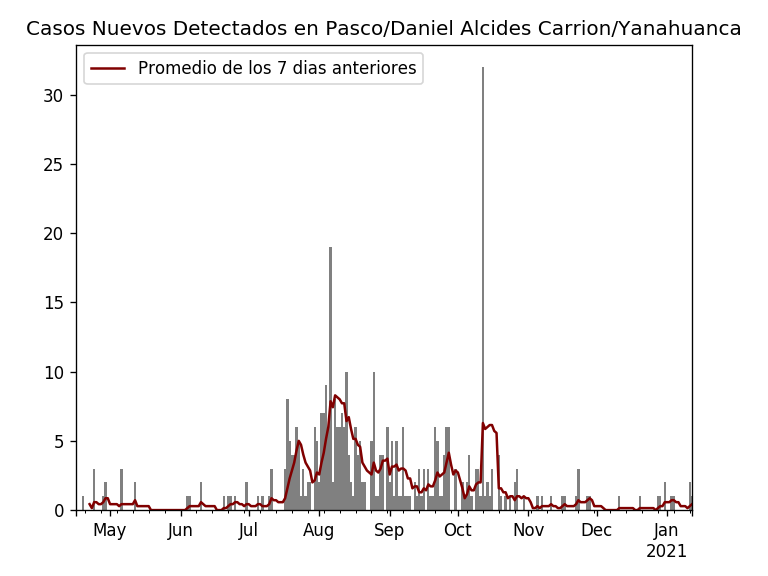 Casos Nuevos Detectados en Pasco/Daniel Alcides Carrion/Yanahuanca
Promedio de los 7 dias anteriores
30
25
20
15
10
5
0
May Jun Jul Aug Sep Oct Nov Dec Jan
2021